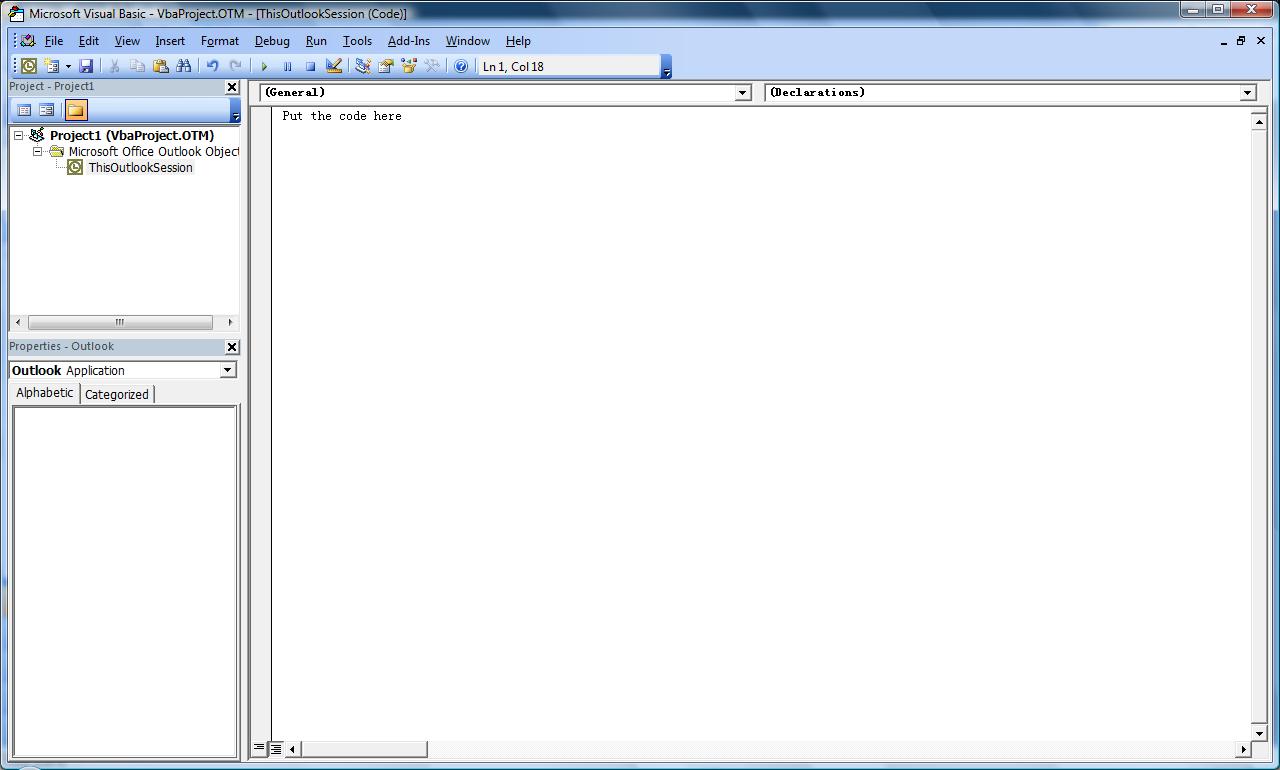 Microsoft Visual Basic - VbaProject.OTM - [ThisOutlookSession (Code)]
File Edit View Insert Format Debug Run Tools Add-Ins Window Help
Ln 1, Col 18
Project - Project1
(General) (Declarations)
Put the code here
Project1 (VbaProject.OTM)
Microsoft Office Outlook Object
ThisOutlookSession
Properties - Outlook
Outlook Application
Alphabetic Categorized